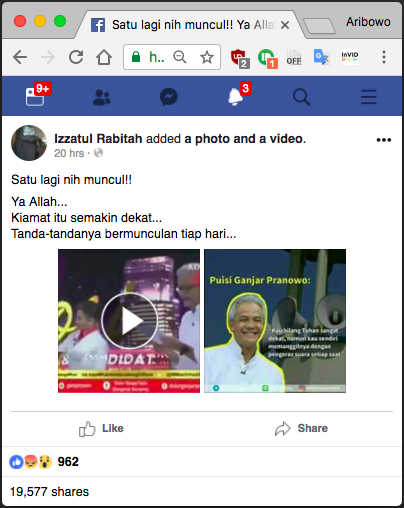 Satu lagi nih muncul!! Ya Alla
Aribowo
h..
2
1
OFF
InVID
9+
3
Izzatul Rabitah added a photo and a video.
20 hrs
Satu lagi nih muncul!!
Ya Allah...
Kiamat itu semakin dekat...
Tanda-tandanya bermunculan tiap hari...
DIDAT
Puisi Ganjar Pranowo:
"Kau bilang Tuhan sangat
dekat, namun kau sendiri
memanggilnya dengan
pengeras suara setiap saat"
Like
Share
962
19,577 shares